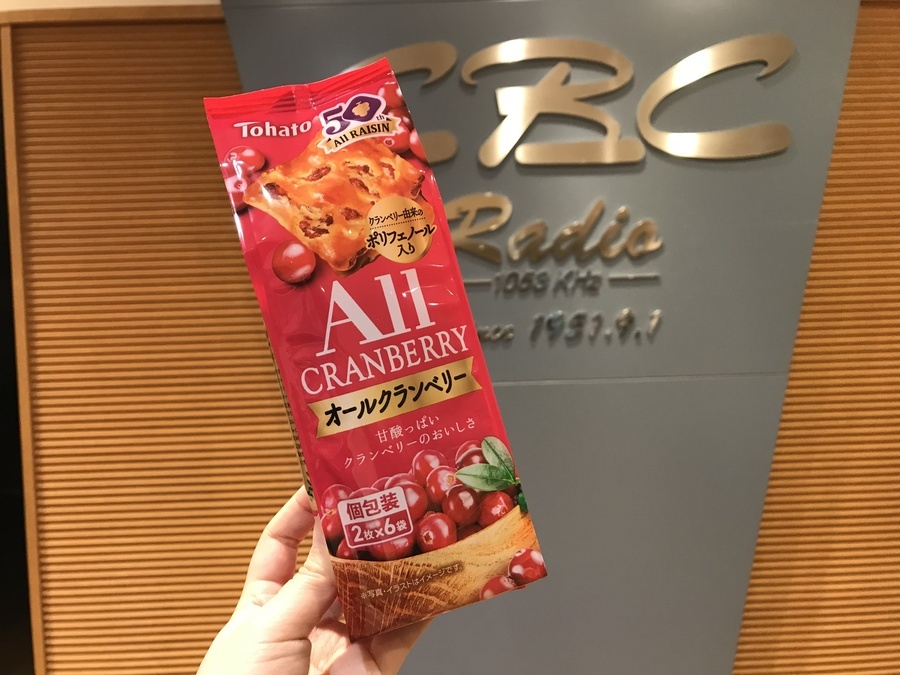 Tohato
50th
All RAISIN
クランベリー由来の
ポリフェノール
入り
All
CRANBERRY
オールクランベリー
甘酸っぱい
クランベリーのおいしさ
個包装
2枚×6袋
※写真・イラストはイメージです。
CBC
Radio
1053 KHz
1951.9.1